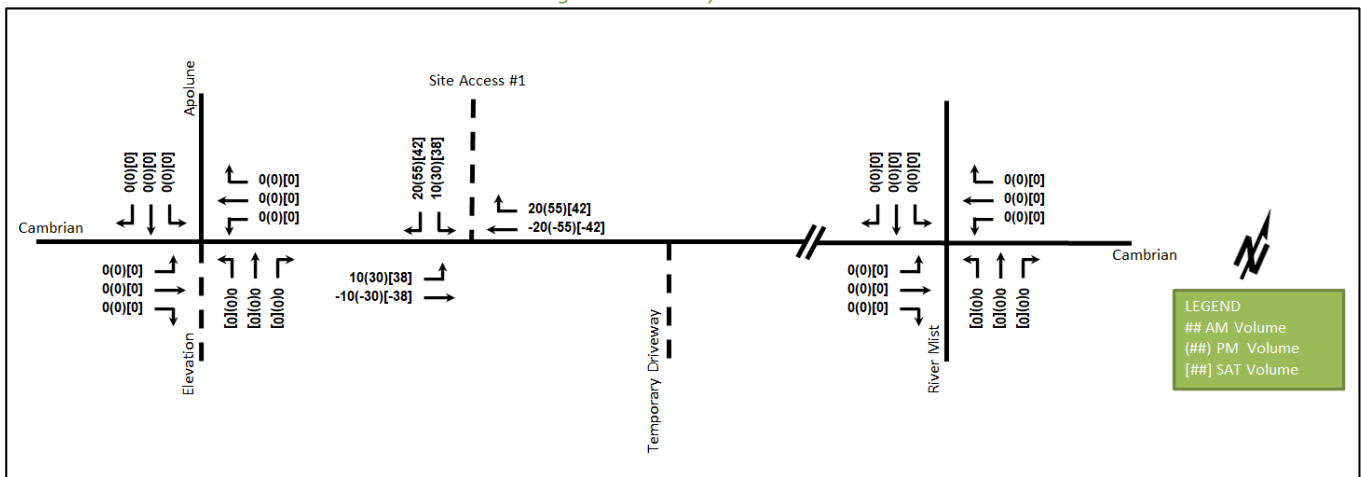 Site Access #1
Apolune
0(0)[0]
0(0)[0]
0(0)[0]
0(0)[0]
0(0)[0]
0(0)[0]
20(55)[42]
10(30)[38]
20(55)[42]
-20(-55)[-42]
0(0)[0]
0(0)[0]
0(0)[0]
0(0)[0]
0(0)[0]
0(0)[0]
Cambrian
Cambrian
0(0)[0]
0(0)[0]
0(0)[0]
0(0)[0]
0(0)[0]
0(0)[0]
10(30)[38]
-10(-30)[-38]
0(0)[0]
0(0)[0]
0(0)[0]
0(0)[0]
0(0)[0]
0(0)[0]
Elevation
Temporary Driveway
River Mist
N
LEGEND
## AM Volume
(##) PM Volume
[##] SAT Volume